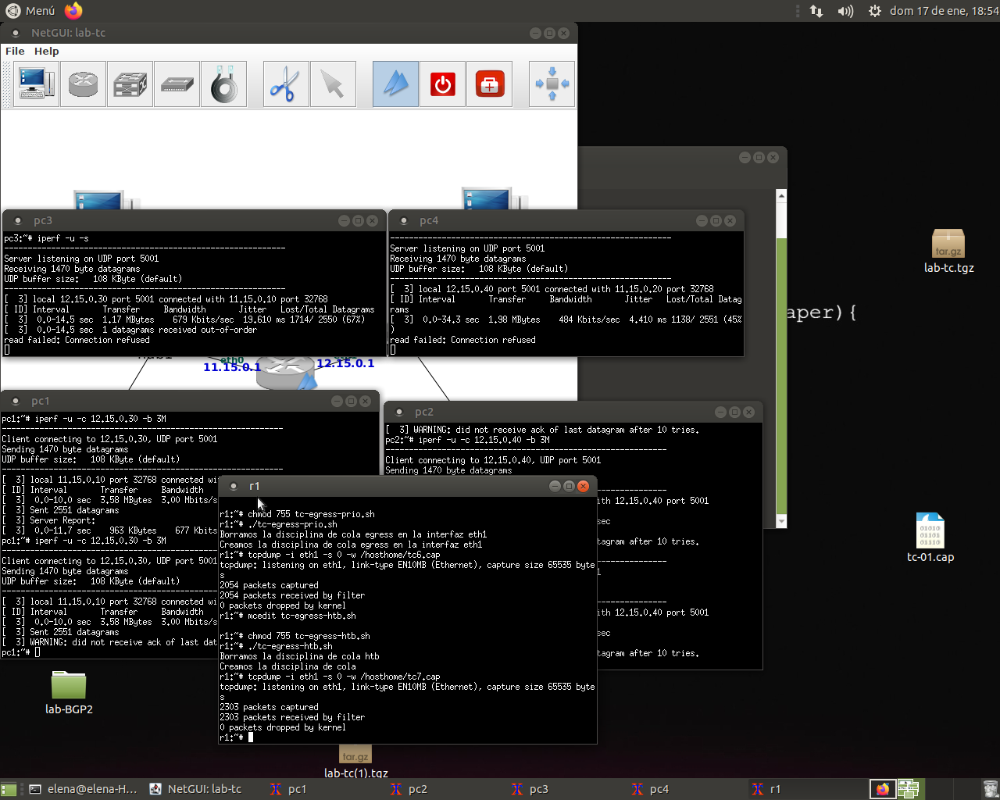 Menú
dom 17 de ene, 18:54
NetGUI: lab-tc
File Help
pc3
pc3:~# iperf -u -s
------------------------------------------------------------
Server listening on UDP port 5001
Receiving 1470 byte datagrams
UDP buffer size:   108 KByte (default)
------------------------------------------------------------
[  3] local 12.15.0.30 port 5001 connected with 11.15.0.10 port 32768
[ ID] Interval       Transfer     Bandwidth       Jitter   Lost/Total Datagrams
[  3]  0.0-14.5 sec  1.17 MBytes    679 Kbits/sec  19.610 ms 1714/ 2550 (67%)
[  3]  0.0-14.5 sec  1 datagrams received out-of-order
read failed: Connection refused
pc4
------------------------------------------------------------
Server listening on UDP port 5001
Receiving 1470 byte datagrams
UDP buffer size:   108 KByte (default)
------------------------------------------------------------
[  3] local 12.15.0.40 port 5001 connected with 11.15.0.20 port 32768
[ ID] Interval       Transfer     Bandwidth       Jitter   Lost/Total Datag
rams
[  3]  0.0-34.3 sec  1.98 MBytes    484 Kbits/sec  4.410 ms 1138/ 2551 (45%
)
read failed: Connection refused
lab-tc.tgz
aper){
eth0
11.15.0.1
12.15.0.1
pc1
pc1:~# iperf -u -c 12.15.0.30 -b 3M
------------------------------------------------------------
Client connecting to 12.15.0.30, UDP port 5001
Sending 1470 byte datagrams
UDP buffer size:   108 KByte (default)
------------------------------------------------------------
[  3] local 11.15.0.10 port 32768 connected wi
[ ID] Interval       Transfer     Bandwidth
[  3]  0.0-10.0 sec  3.58 MBytes  3.00 Mbits/s
[  3] Sent 2551 datagrams
[  3] Server Report:
[  3]  0.0-11.7 sec    963 KBytes    677 Kbits
pc1:~# iperf -u -c 12.15.0.30 -b 3M
------------------------------------------------------------
Client connecting to 12.15.0.30, UDP port 5001
Sending 1470 byte datagrams
UDP buffer size:   108 KByte (default)
------------------------------------------------------------
[  3] local 11.15.0.10 port 32768 connected wi
[ ID] Interval       Transfer     Bandwidth
[  3]  0.0-10.0 sec  3.58 MBytes  3.00 Mbits/s
[  3] Sent 2551 datagrams
[  3] WARNING: did not receive ack of last dat
pc1:~#
pc2
[  3] WARNING: did not receive ack of last datagram after 10 tries.
pc2:~# iperf -u -c 12.15.0.40 -b 3M
------------------------------------------------------------
Client connecting to 12.15.0.40, UDP port 5001
Sending 1470 byte datagrams
ith 12.15.0.40 port 5001
sec
agram after 10 tries.
1
ith 12.15.0.40 port 5001
sec
agram after 10 tries.
r1
r1:~# chmod 755 tc-egress-prio.sh
r1:~# ./tc-egress-prio.sh
Borramos la disciplina de cola egress en la interfaz eth1
Creamos la disciplina de cola egress en la interfaz eth1
r1:~# tcpdump -i eth1 -s 0 -w /hosthome/tc6.cap
tcpdump: listening on eth1, link-type EN10MB (Ethernet), capture size 65535 byte
s
2054 packets captured
2054 packets received by filter
0 packets dropped by kernel
r1:~# mcedit tc-egress-htb.sh
r1:~# chmod 755 tc-egress-htb.sh
r1:~# ./tc-egress-htb.sh
Borramos la disciplina de cola htb
Creamos la disciplina de cola
r1:~# tcpdump -i eth1 -s 0 -w /hosthome/tc7.cap
tcpdump: listening on eth1, link-type EN10MB (Ethernet), capture size 65535 byte
s
2303 packets captured
2303 packets received by filter
0 packets dropped by kernel
r1:~#
tc-01.cap
lab-BGP2
lab-tc(1).tgz
elena@elena-H...
NetGUI: lab-tc
pc1
pc2
pc3
pc4
r1